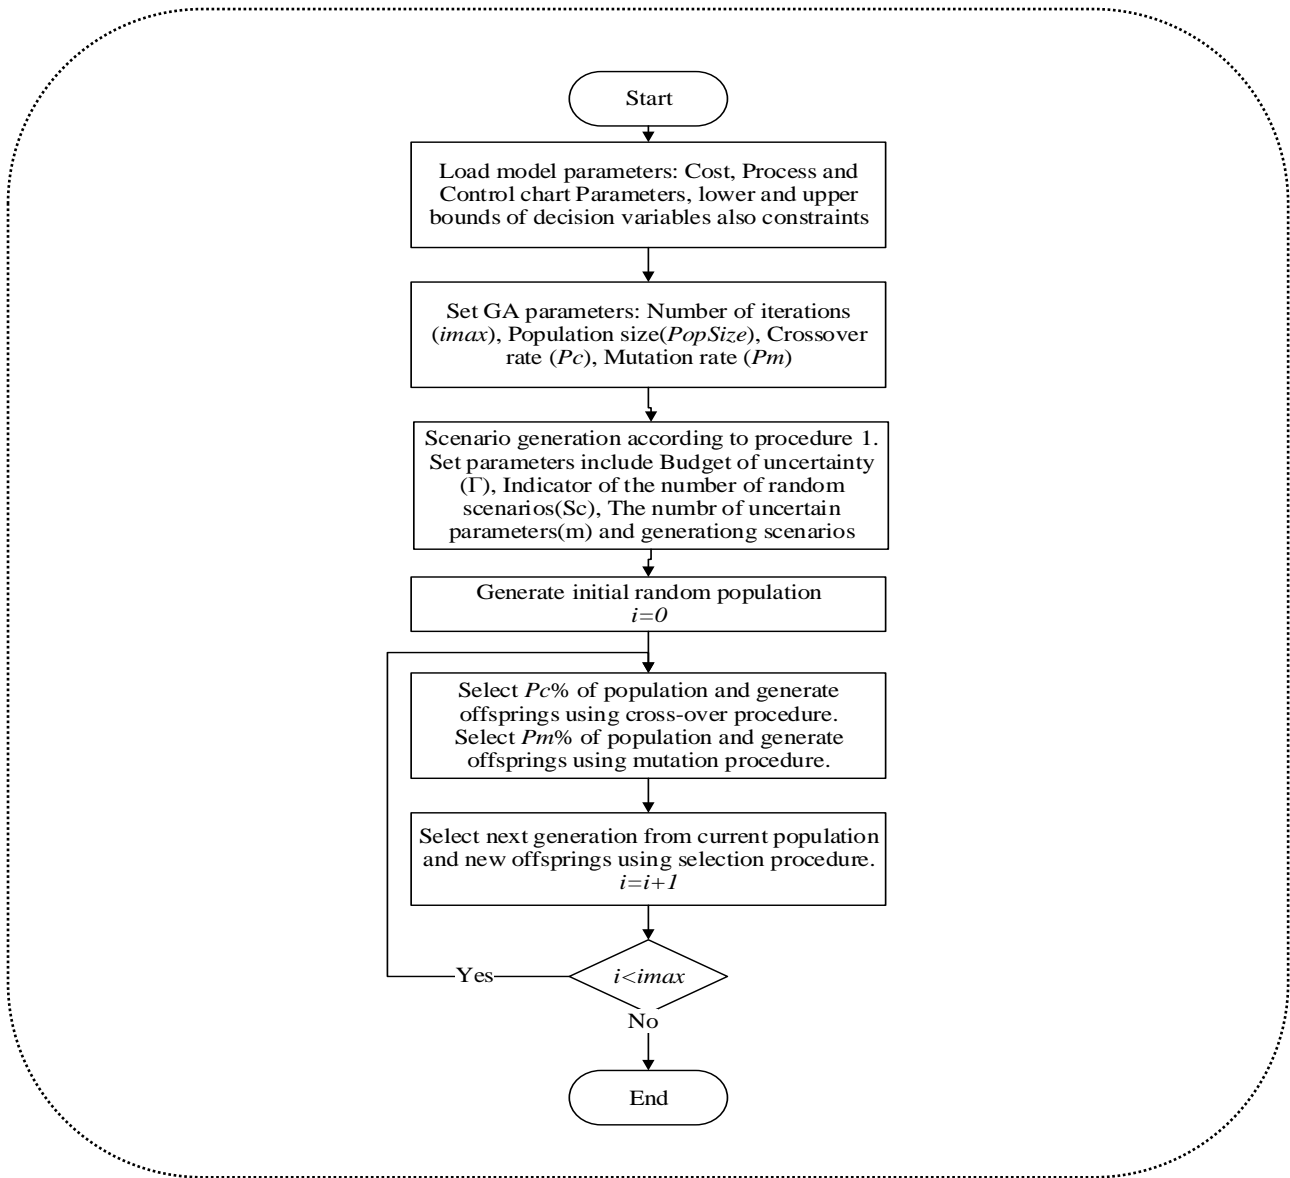 Start
Load model parameters: Cost, Process and
Control chart Parameters, lower and upper
bounds of decision variables also constraints
Set GA parameters: Number of iterations
(imax), Population size(PopSize), Crossover
rate (Pc), Mutation rate (Pm)
Scenario generation according to procedure 1.
Set parameters include Budget of uncertainty
(Γ), Indicator of the number of random
scenarios(Sc), The numbr of uncertain
parameters(m) and generationg scenarios
Generate initial random population
i=0
Select Pc% of population and generate
offsprings using cross-over procedure.
Select Pm% of population and generate
offsprings using mutation procedure.
Select next generation from current population
and new offsprings using selection procedure.
i=i+1
i<imax
Yes
No
End